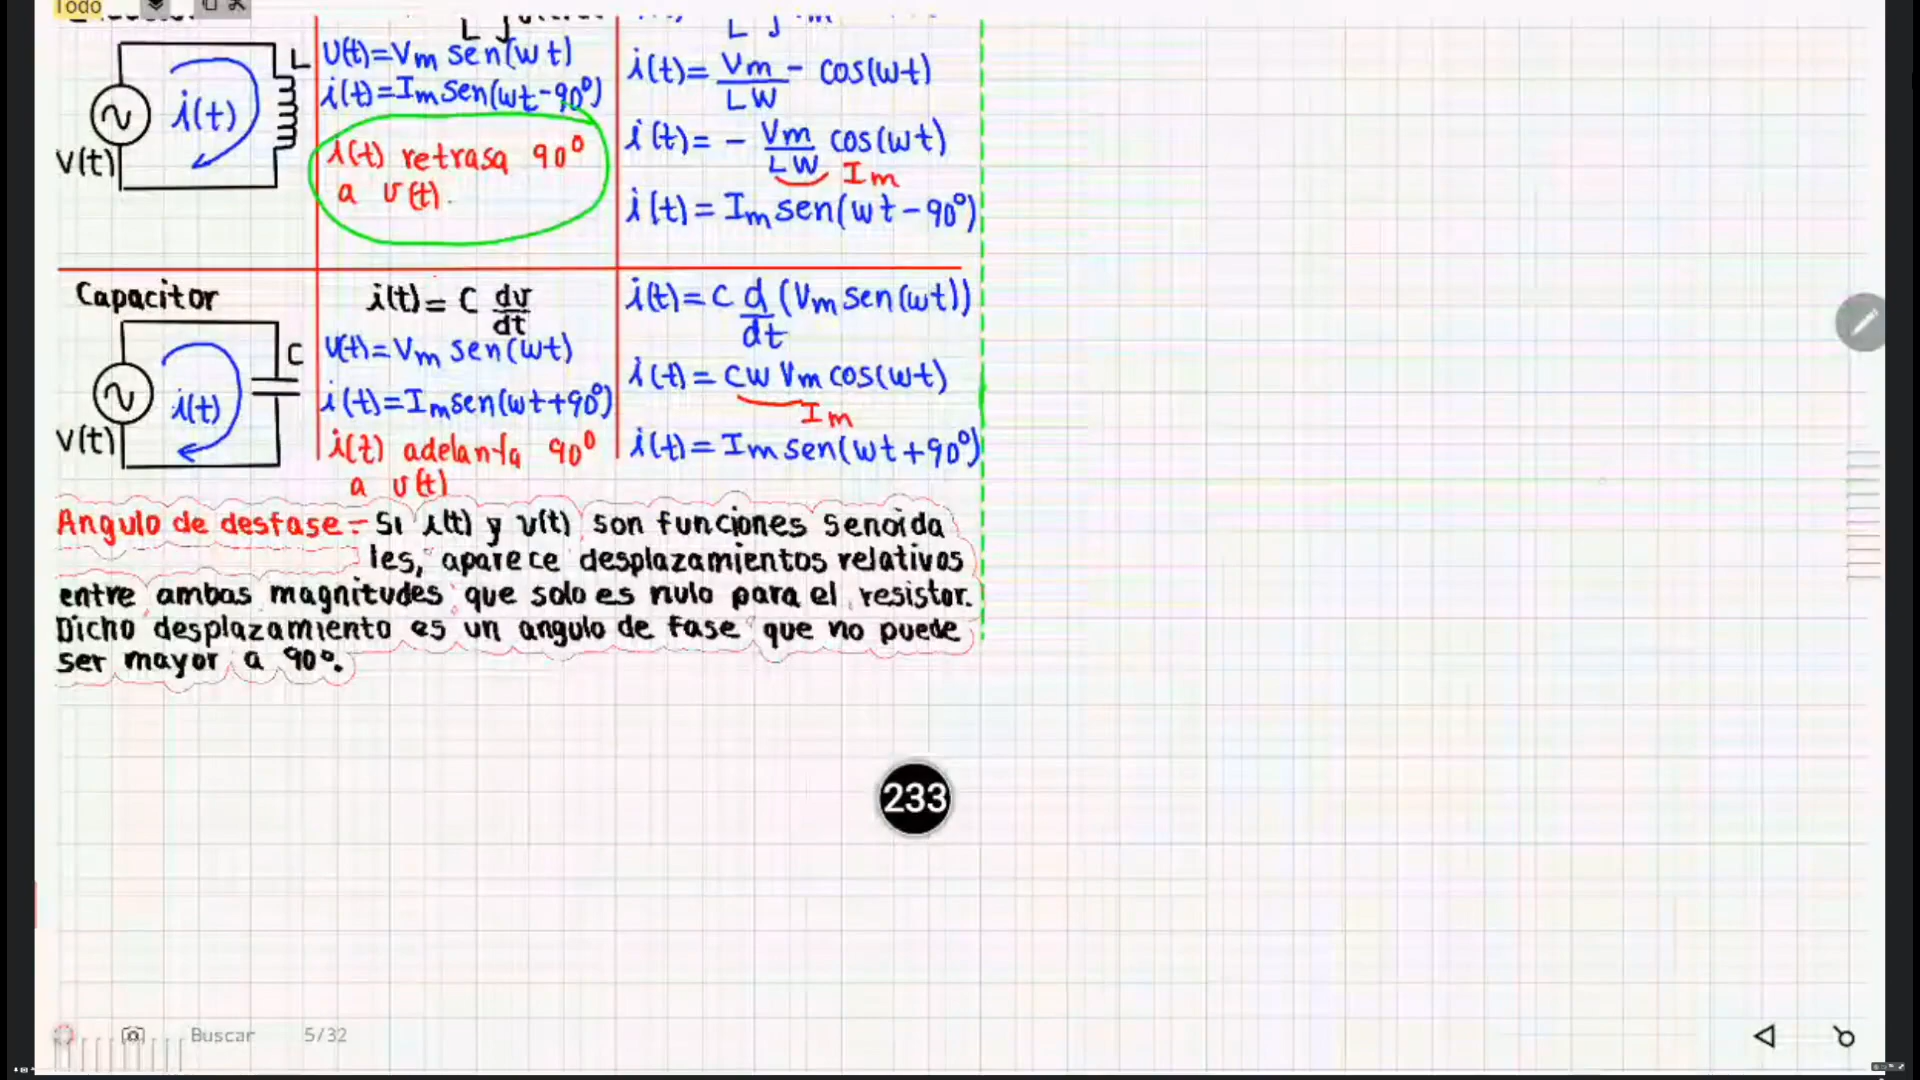 Todo
L
v(t)=Vm sen(wt)
i(t)=Im sen(wt-90°)
i(t)
V(t)
i(t) retrasa 90°
a v(t).
i(t)= Vm/LW - cos(wt)
i(t)= - Vm/LW cos(wt)
Im
i(t)= Im sen(wt-90°)
Capacitor
C
i(t)
V(t)
i(t)= C dv/dt
v(t)=Vm sen(wt)
i(t)=Im sen(wt+90°)
i(t) adelanta 90°
a v(t)
i(t)= C d/dt (Vm sen(wt))
i(t)= CW Vm cos(wt)
Im
i(t)= Im sen(wt+90°)
Angulo de desfase.- Si i(t) y v(t) son funciones senoida
les, aparece desplazamientos relativos
entre ambas magnitudes que solo es nulo para el resistor.
Dicho desplazamiento es un angulo de fase que no puede
ser mayor a 90°.
233
Buscar 5/32